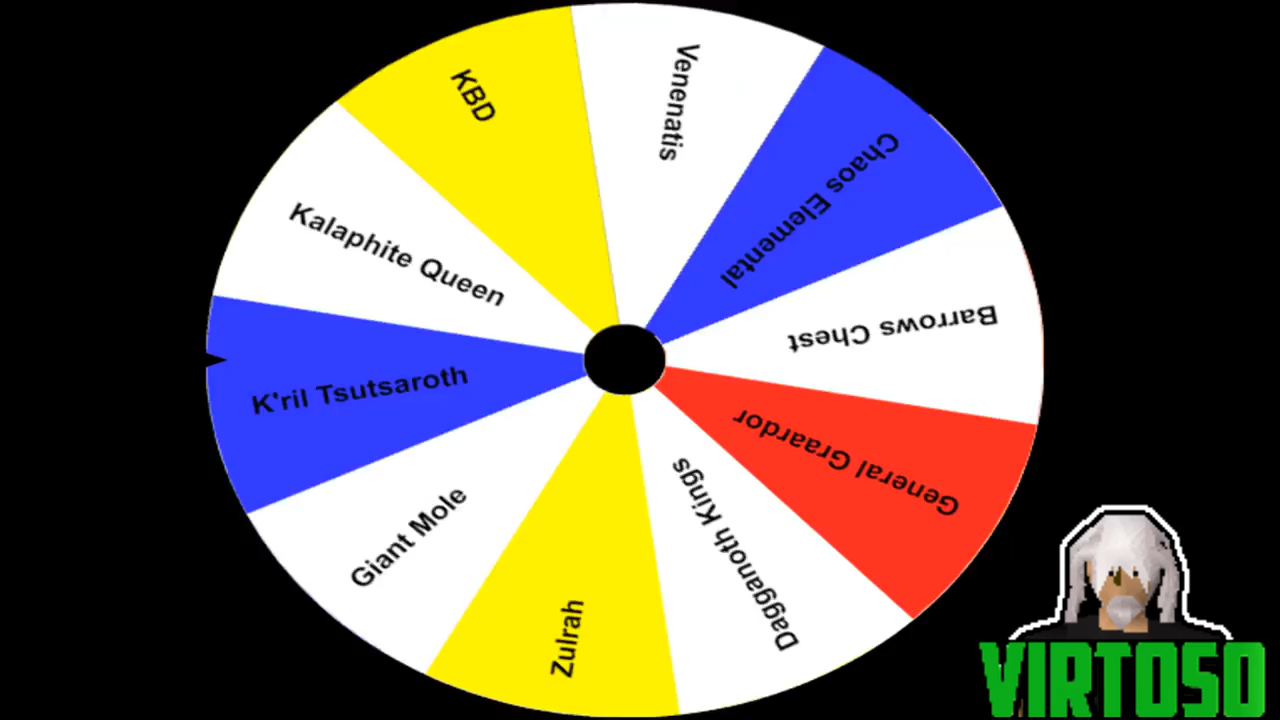 Venenatis
Chaos Elemental
Barrows Chest
General Graardor
Dagganoth Kings
Zulrah
Giant Mole
K'ril Tsutsaroth
Kalaphite Queen
KBD
VIRTOSO